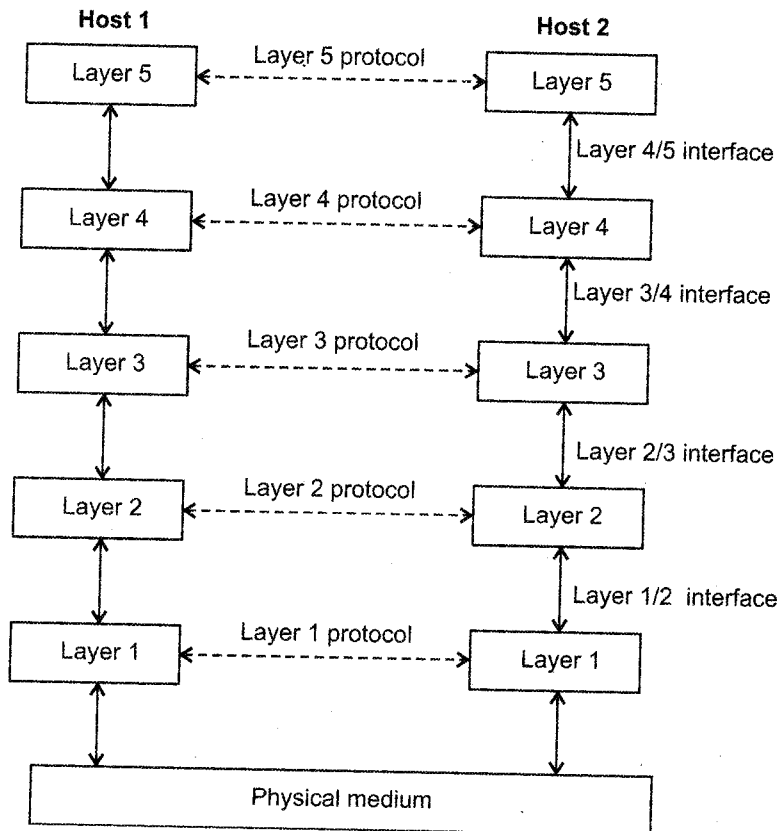 Host 1
Host 2
Layer 5 protocol
Layer 5
Layer 5
Layer 4/5 interface
Layer 4 protocol
Layer 4
Layer 4
Layer 3/4 interface
Layer 3 protocol
Layer 3
Layer 3
Layer 2/3 interface
Layer 2 protocol
Layer 2
Layer 2
Layer 1/2 interface
Layer 1 protocol
Layer 1
Layer 1
Physical medium